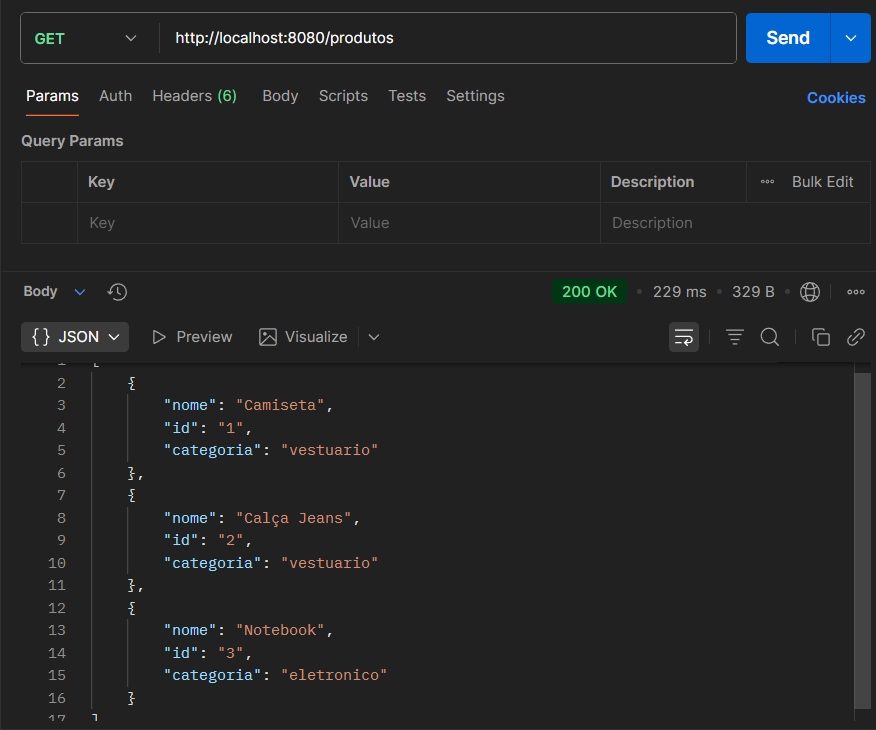 GET http://localhost:8080/produtos Send
Params Auth Headers (6) Body Scripts Tests Settings Cookies
Query Params
Key Value Description Bulk Edit
Key Value Description
Body 200 OK • 229 ms • 332 B •
{} JSON Preview Visualize
1 [
2 {
3 "nome": "Camiseta",
4 "id": "1",
5 "categoria": "vestuario"
6 },
7 {
8 "nome": "Calça Jeans",
9 "id": "2",
10 "categoria": "vestuario"
11 },
12 {
13 "nome": "Notebook",
14 "id": "3",
15 "categoria": "eletronico"
16 }
17 ]